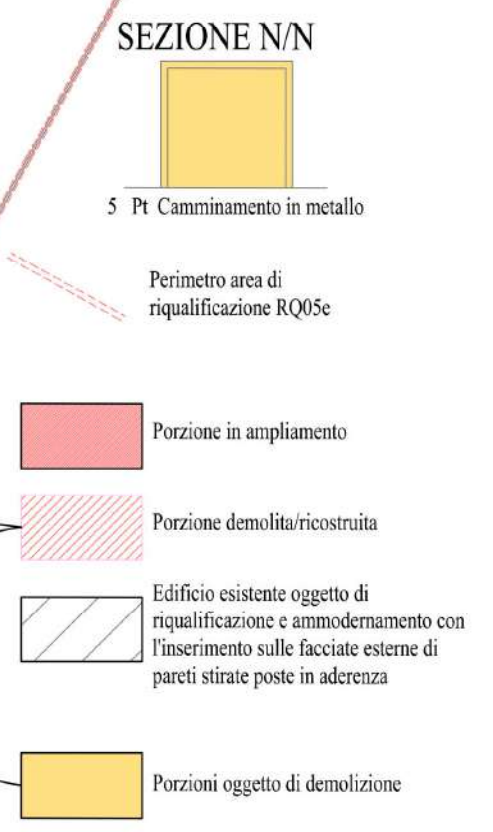 SEZIONE N/N
5 Pt Camminamento in metallo
Perimetro area di
riqualificazione RQ05e
Porzione in ampliamento
Porzione demolita/ricostruita
Edificio esistente oggetto di
riqualificazione e ammodernamento con
l'inserimento sulle facciate esterne di
pareti stirate poste in aderenza
Porzioni oggetto di demolizione